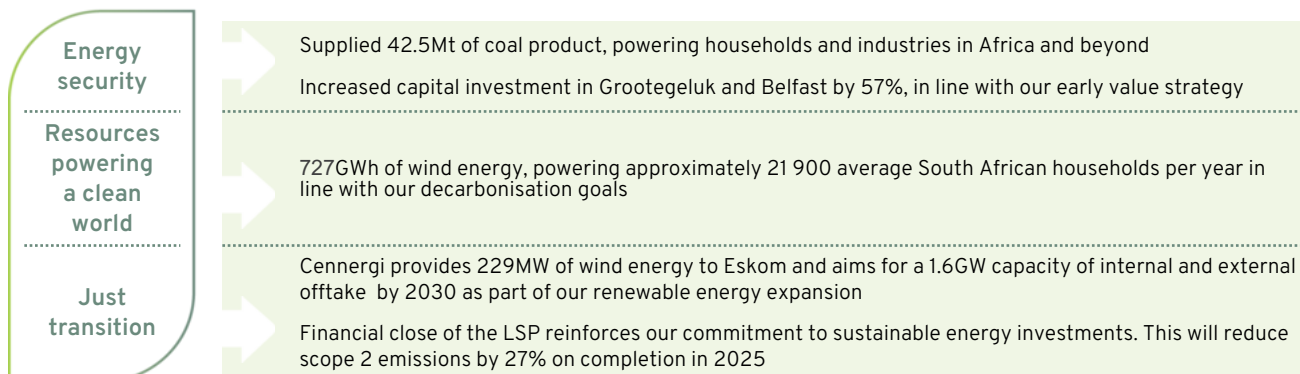 Energy
security
Supplied 42.5Mt of coal product, powering households and industries in Africa and beyond
Increased capital investment in Grootegeluk and Belfast by 57%, in line with our early value strategy
Resources
powering
a clean
world
727GWh of wind energy, powering approximately 21 900 average South African households per year in
line with our decarbonisation goals
Just
transition
Cennergi provides 229MW of wind energy to Eskom and aims for a 1.6GW capacity of internal and external
offtake by 2030 as part of our renewable energy expansion
Financial close of the LSP reinforces our commitment to sustainable energy investments. This will reduce
scope 2 emissions by 27% on completion in 2025